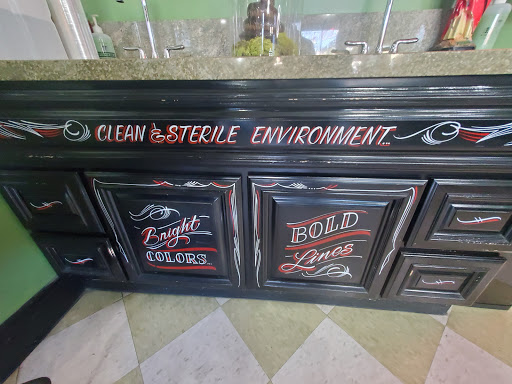 CLEAN & STERILE ENVIRONMENT...
Bright
COLORS...
BOLD
Lines